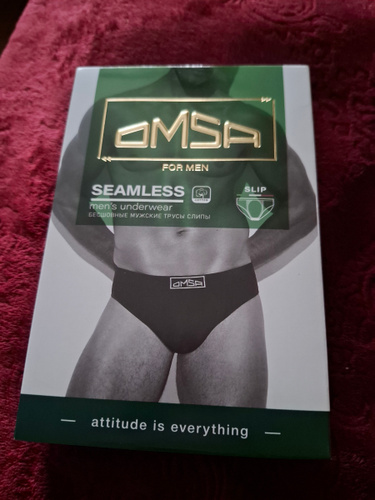 OMSA
FOR MEN
SEAMLESS
men's underwear
БЕСШОВНЫЕ МУЖСКИЕ ТРУСЫ СЛИПЫ
SLIP
OMSA
— attitude is everything —